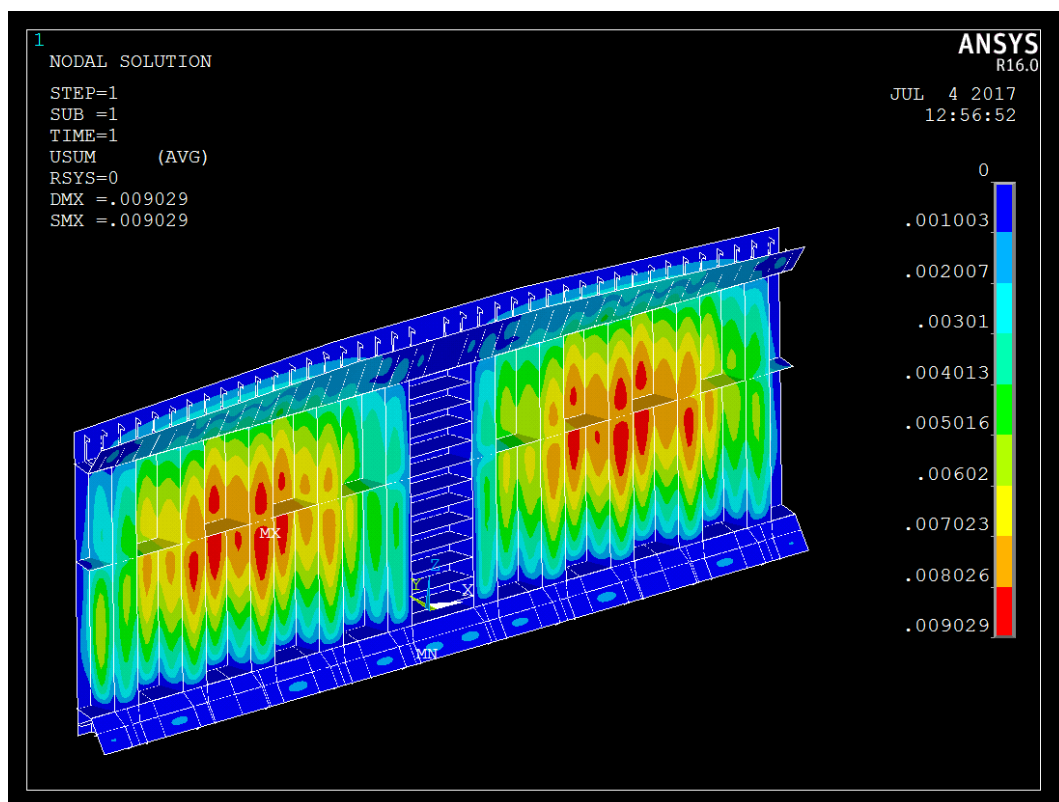 1
NODAL SOLUTION
STEP=1
SUB =1
TIME=1
USUM     (AVG)
RSYS=0
DMX =.009029
SMX =.009029
ANSYS
R16.0
JUL  4 2017
12:56:52
0
.001003
.002007
.00301
.004013
.005016
.00602
.007023
.008026
.009029
MX
Z
Y
X
MN